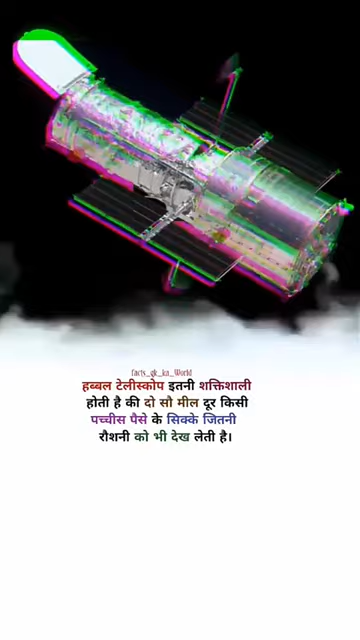 facts_gk_ka_World
हब्बल टेलीस्कोप इतनी शक्तिशाली
होती है की दो सौ मील दूर किसी
पच्चीस पैसे के सिक्के जितनी
रौशनी को भी देख लेती है।